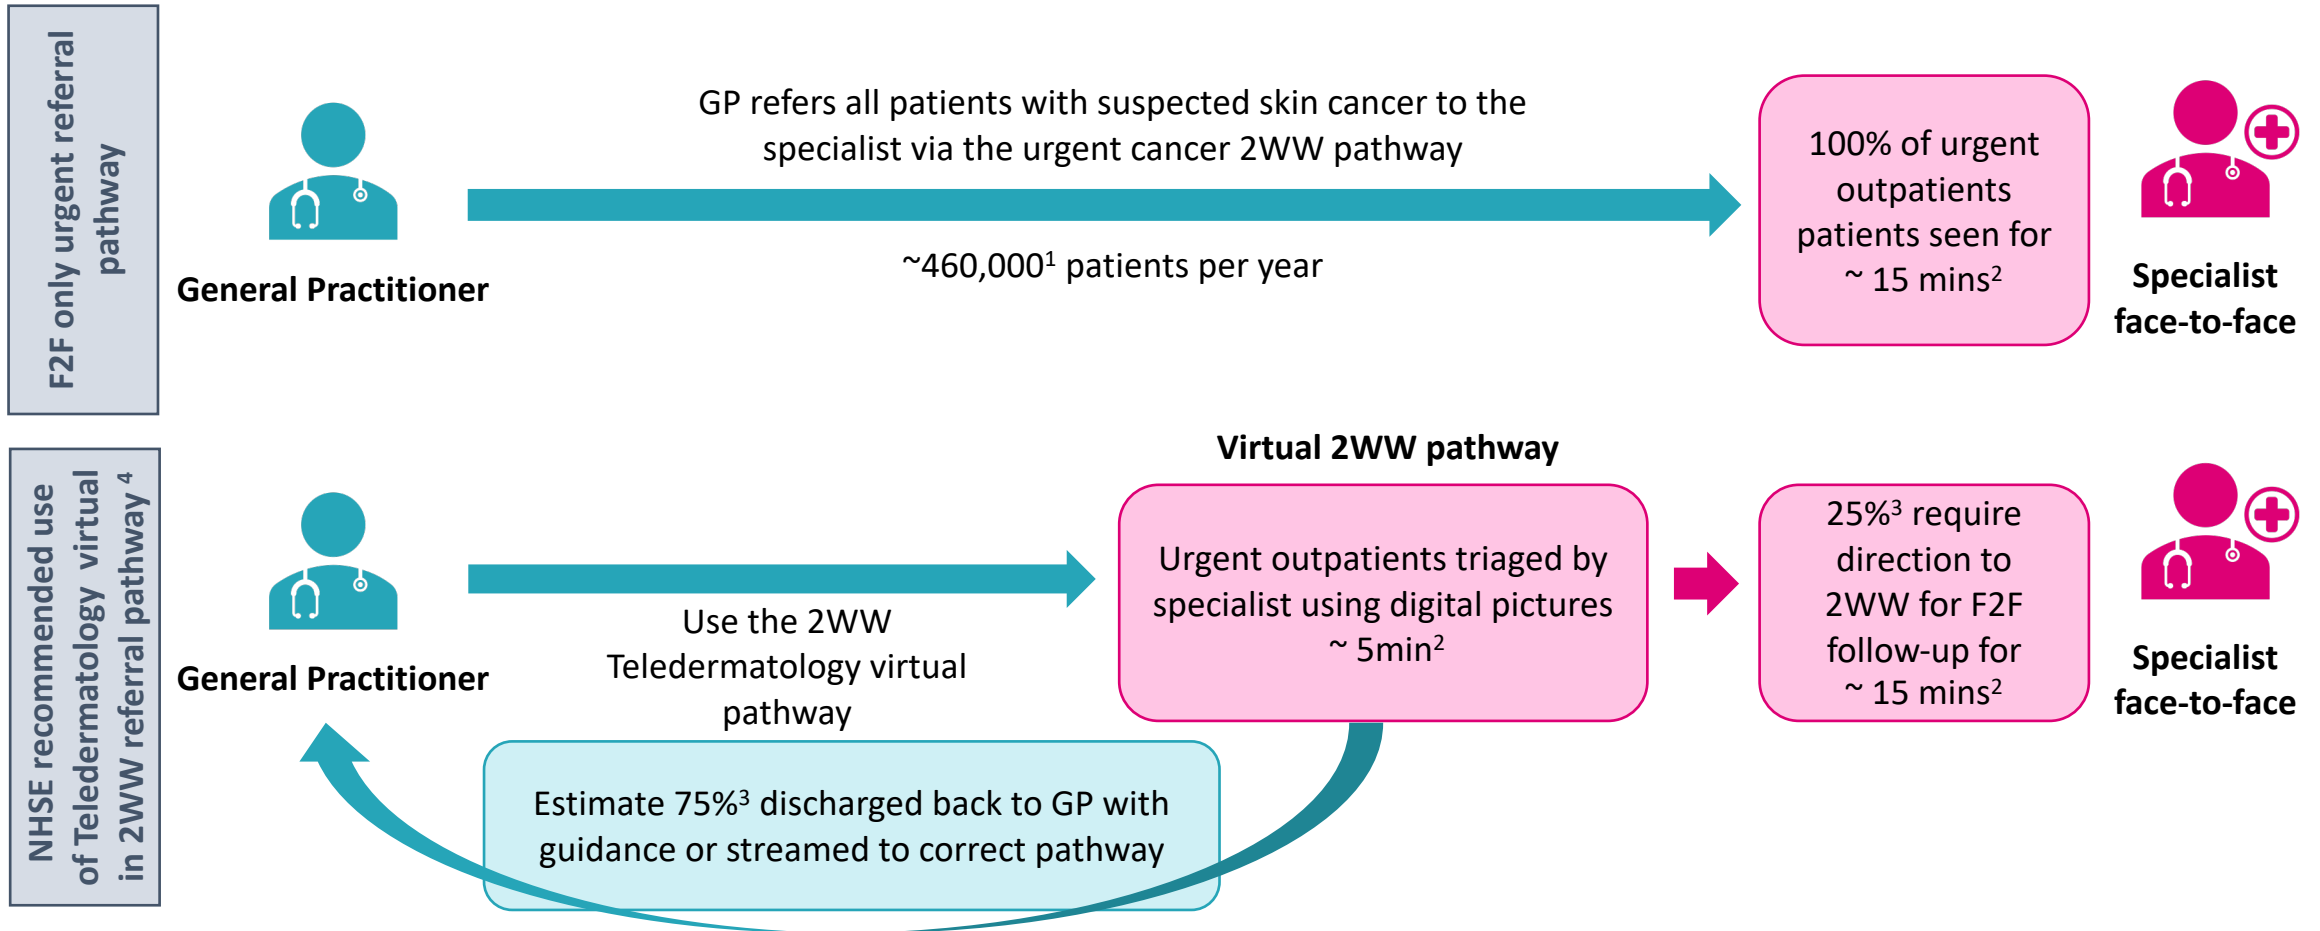 F2F only urgent referral
pathway
General Practitioner
GP refers all patients with suspected skin cancer to the
specialist via the urgent cancer 2WW pathway
~460,000¹ patients per year
100% of urgent
outpatients
patients seen for
~ 15 mins²
Specialist
face-to-face
NHSE recommended use
of Teledermatology virtual
in 2WW referral pathway ⁴
General Practitioner
Use the 2WW
Teledermatology virtual
pathway
Virtual 2WW pathway
Urgent outpatients triaged by
specialist using digital pictures
~ 5min²
25%³ require
direction to
2WW for F2F
follow-up for
~ 15 mins²
Specialist
face-to-face
Estimate 75%³ discharged back to GP with
guidance or streamed to correct pathway